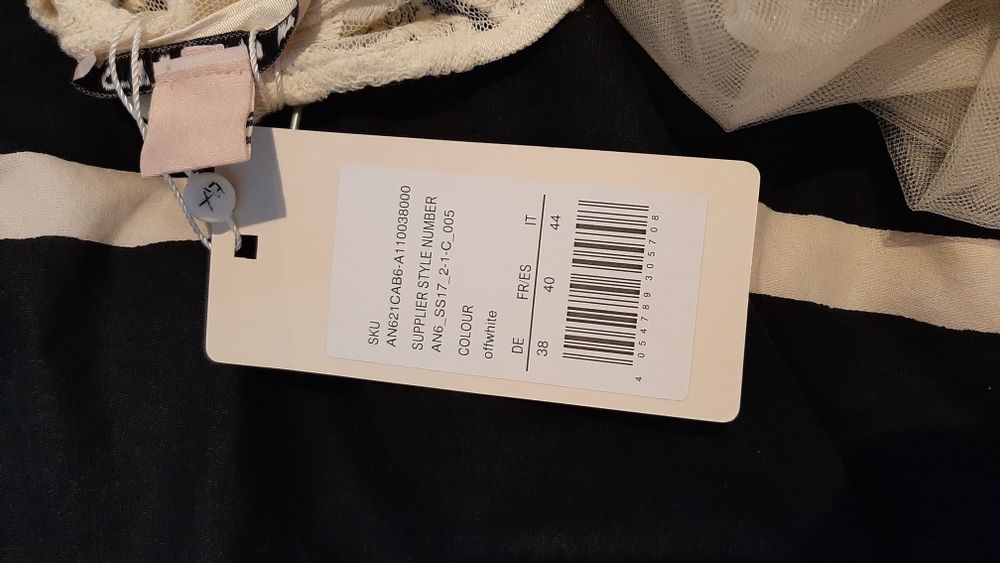 SKU
AN621CAB6-A110038000
SUPPLIER STYLE NUMBER
AN6_SS17_2-1-C_005
COLOUR
offwhite
DE FR/ES IT
38 40 44
4 054789 305708